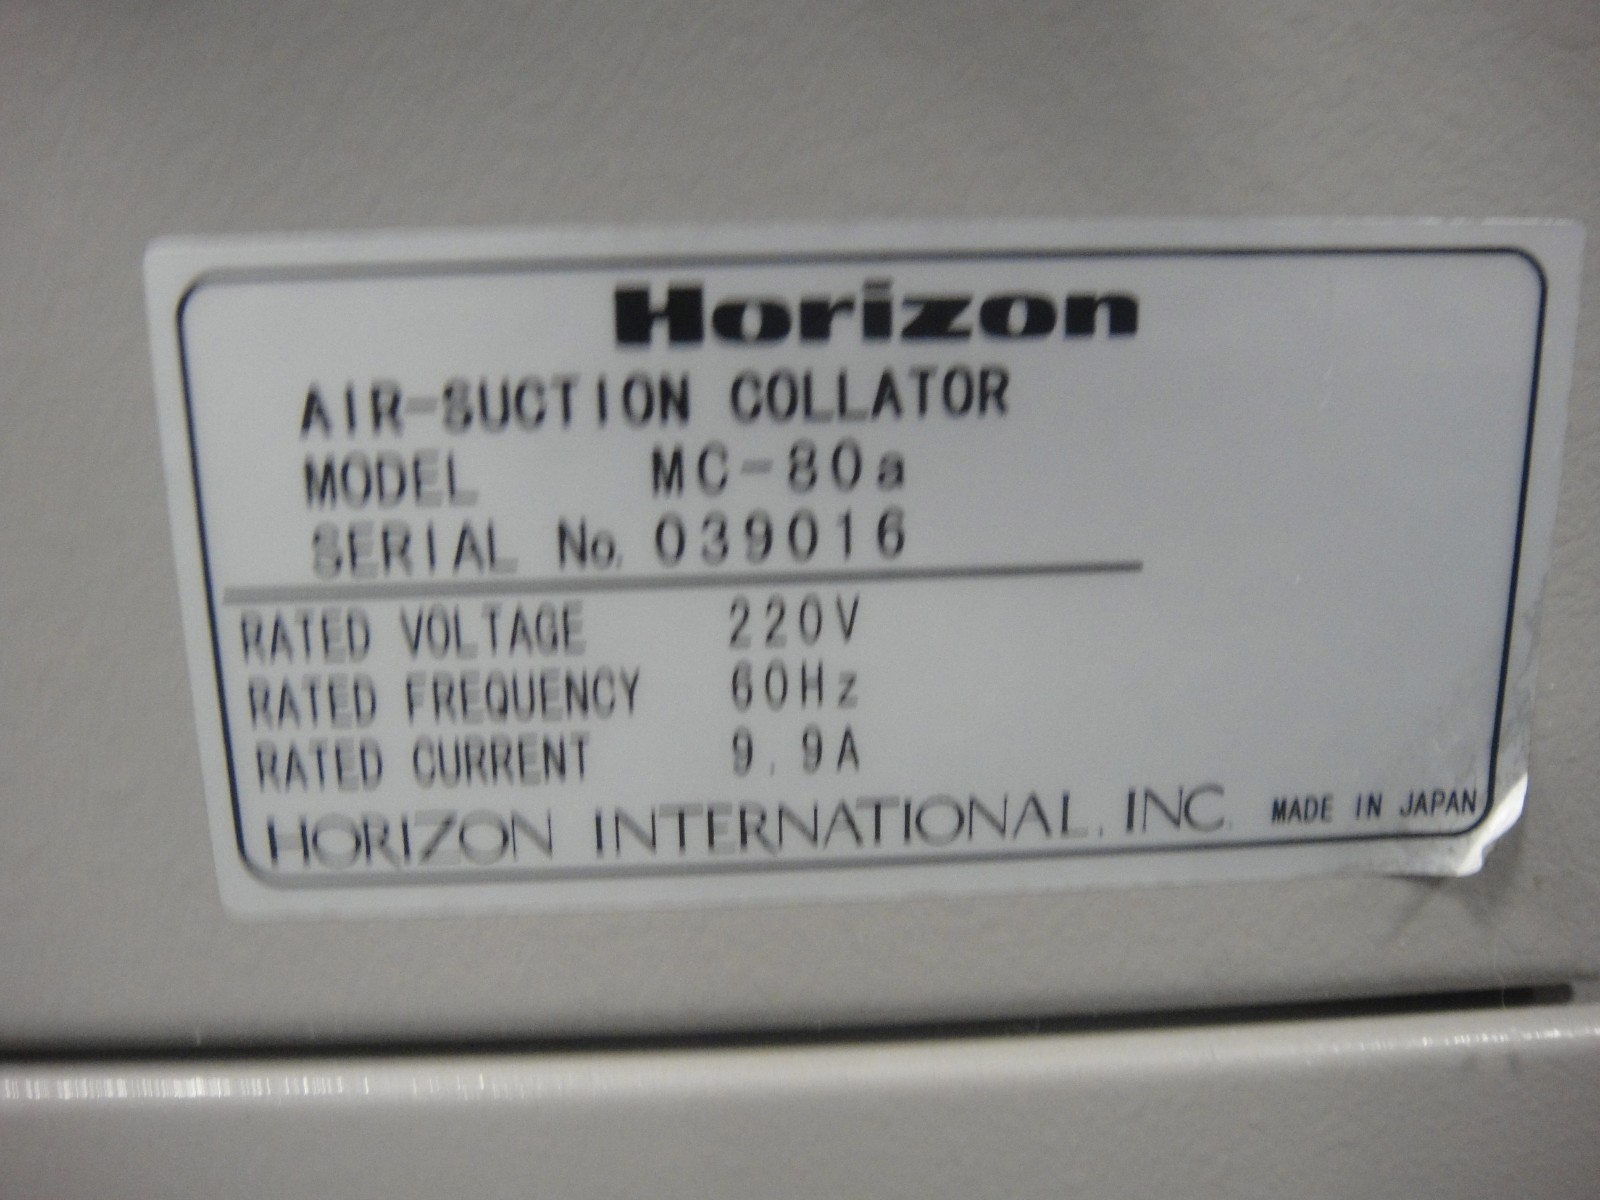 Horizon
AIR-SUCTION COLLATOR
MODEL MC-80a
SERIAL No. 039016
RATED VOLTAGE 220V
RATED FREQUENCY 60Hz
RATED CURRENT 9.9A
HORIZON INTERNATIONAL. INC. MADE IN JAPAN